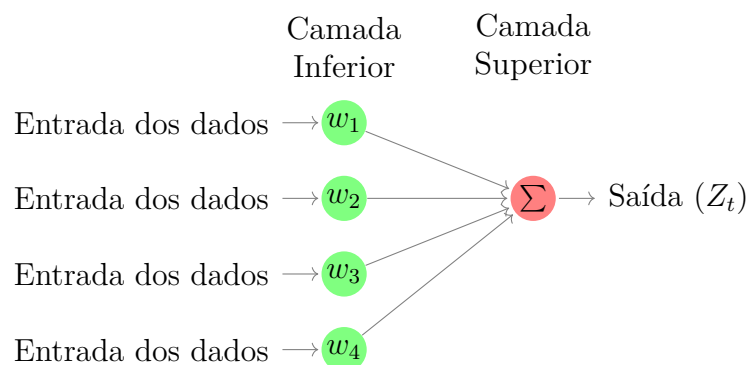 Camada
Inferior
Camada
Superior
Entrada dos dados w₁
Entrada dos dados w₂ ∑ Saída (Zₜ)
Entrada dos dados w₃
Entrada dos dados w₄